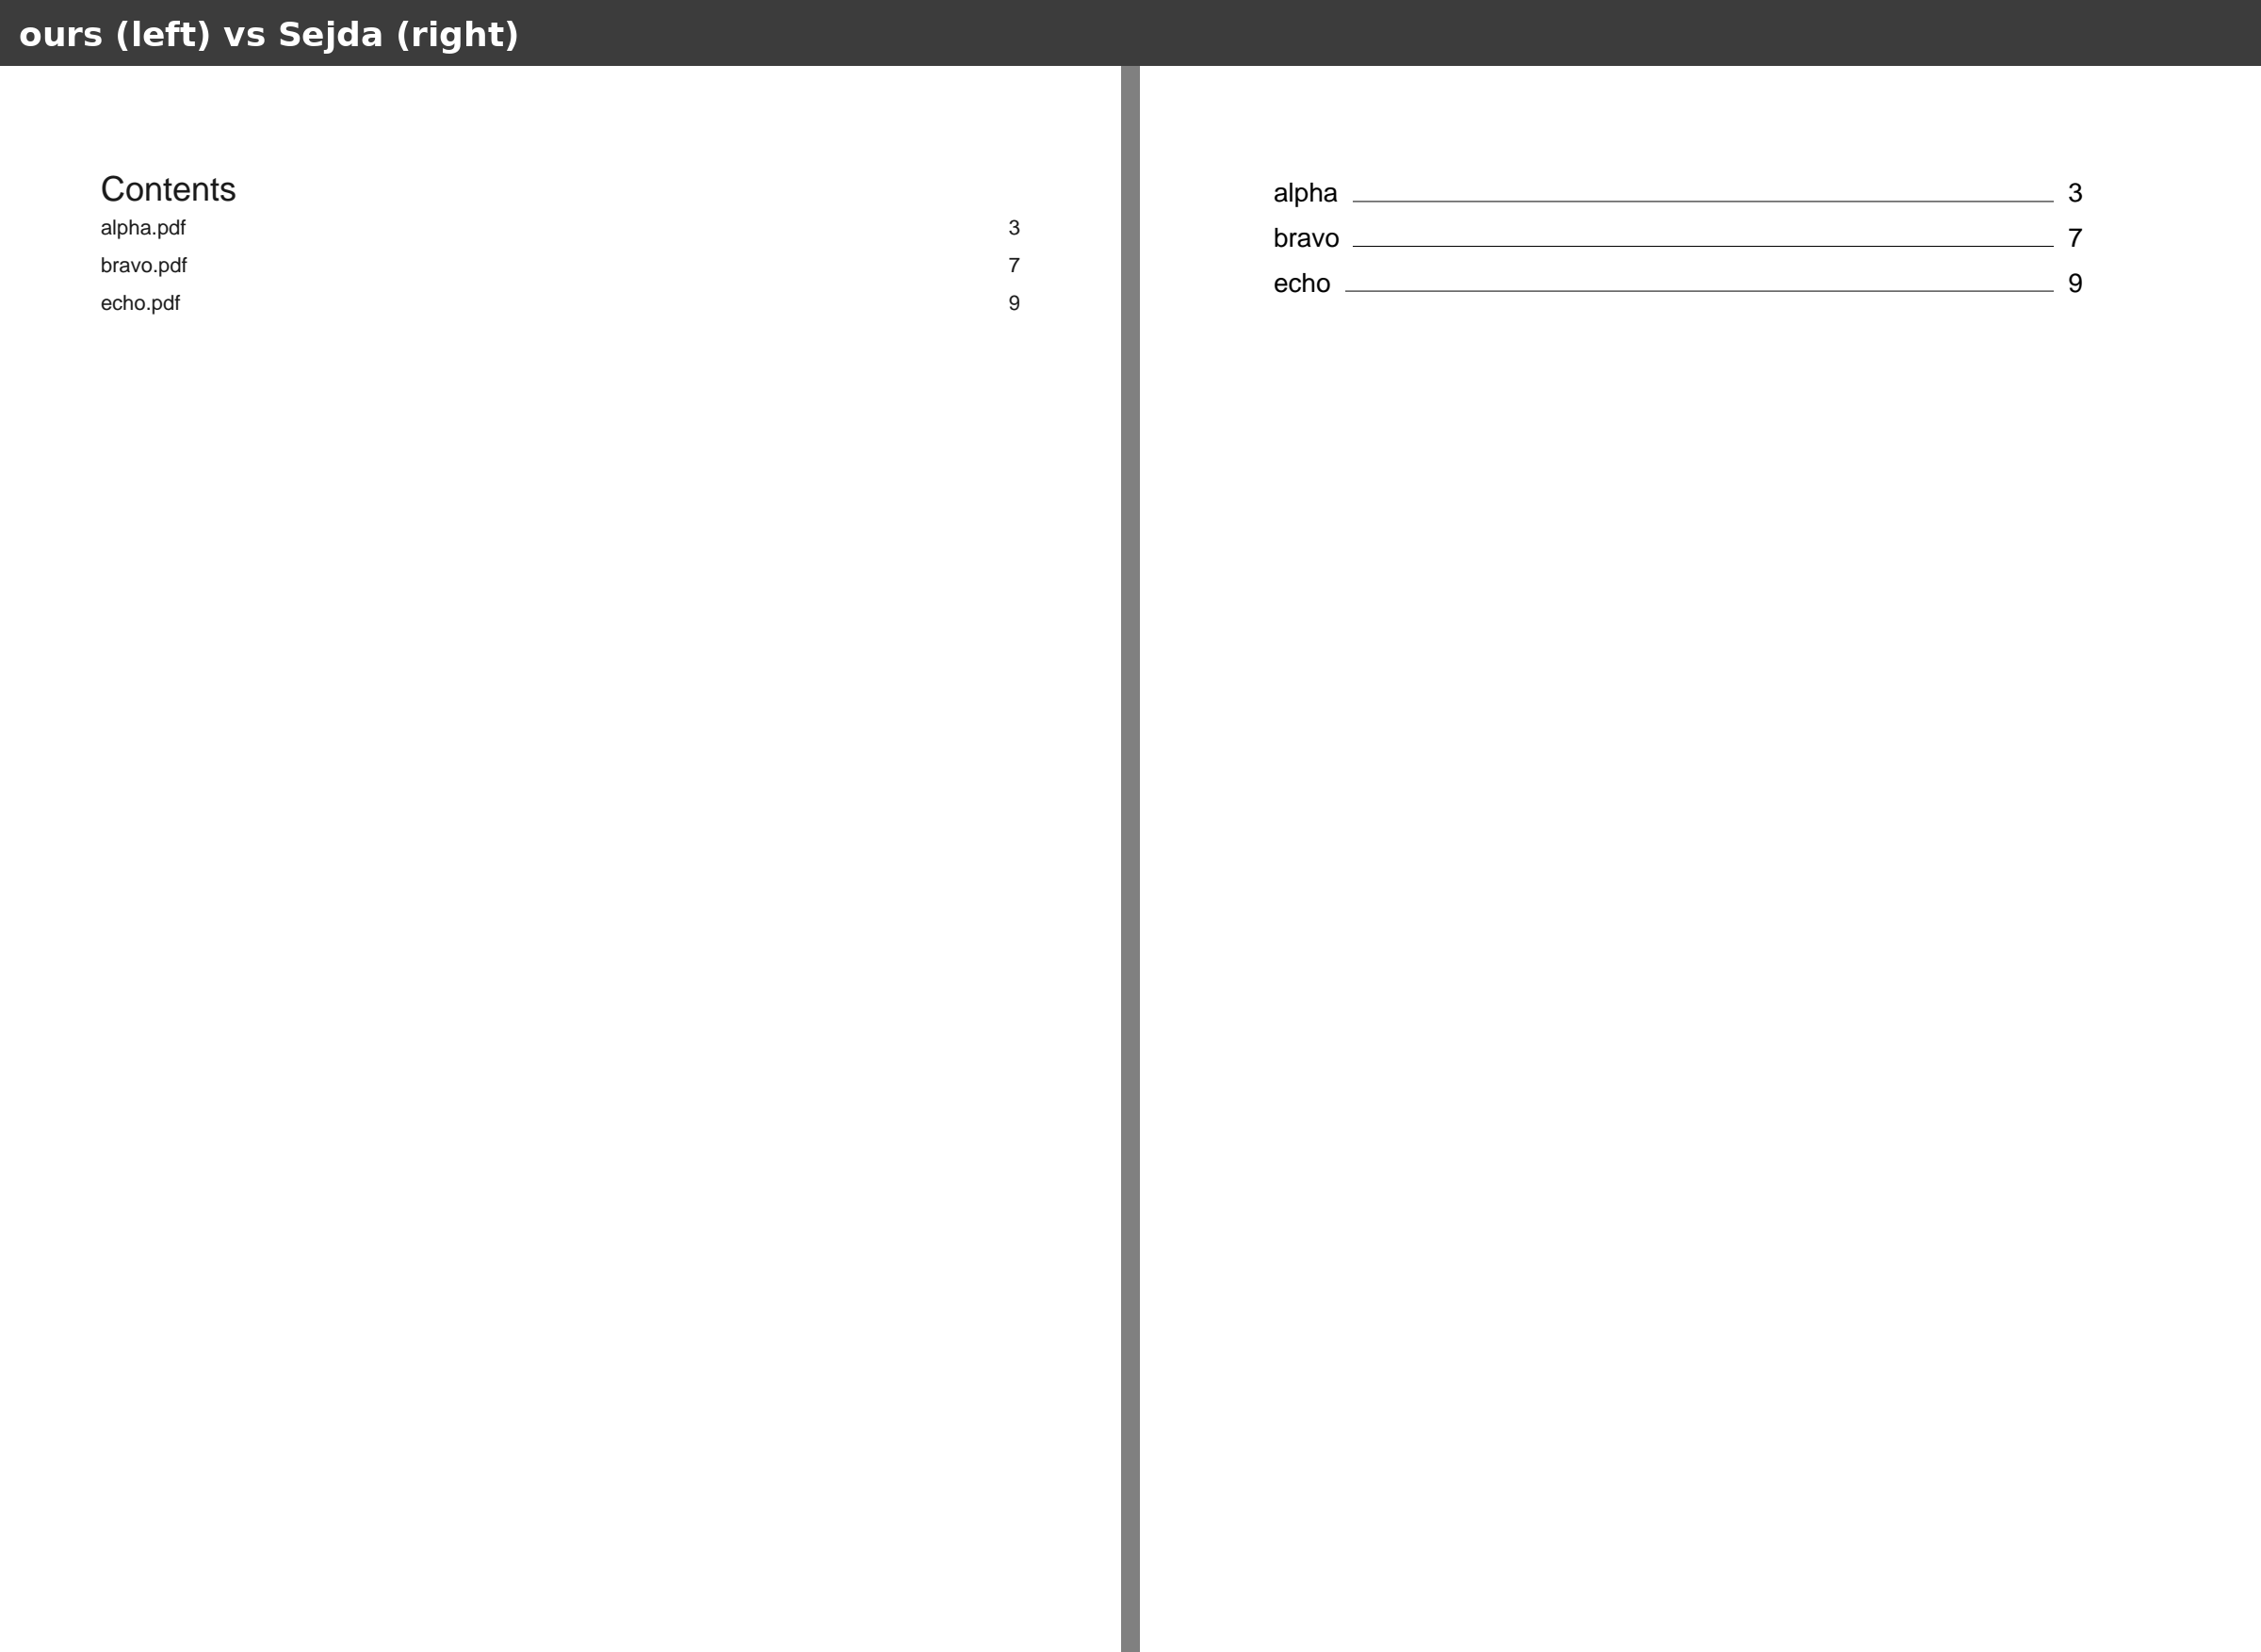 ours (left) vs Sejda (right)
Contents
alpha.pdf 3
bravo.pdf 7
echo.pdf 9
alpha 3
bravo 7
echo 9